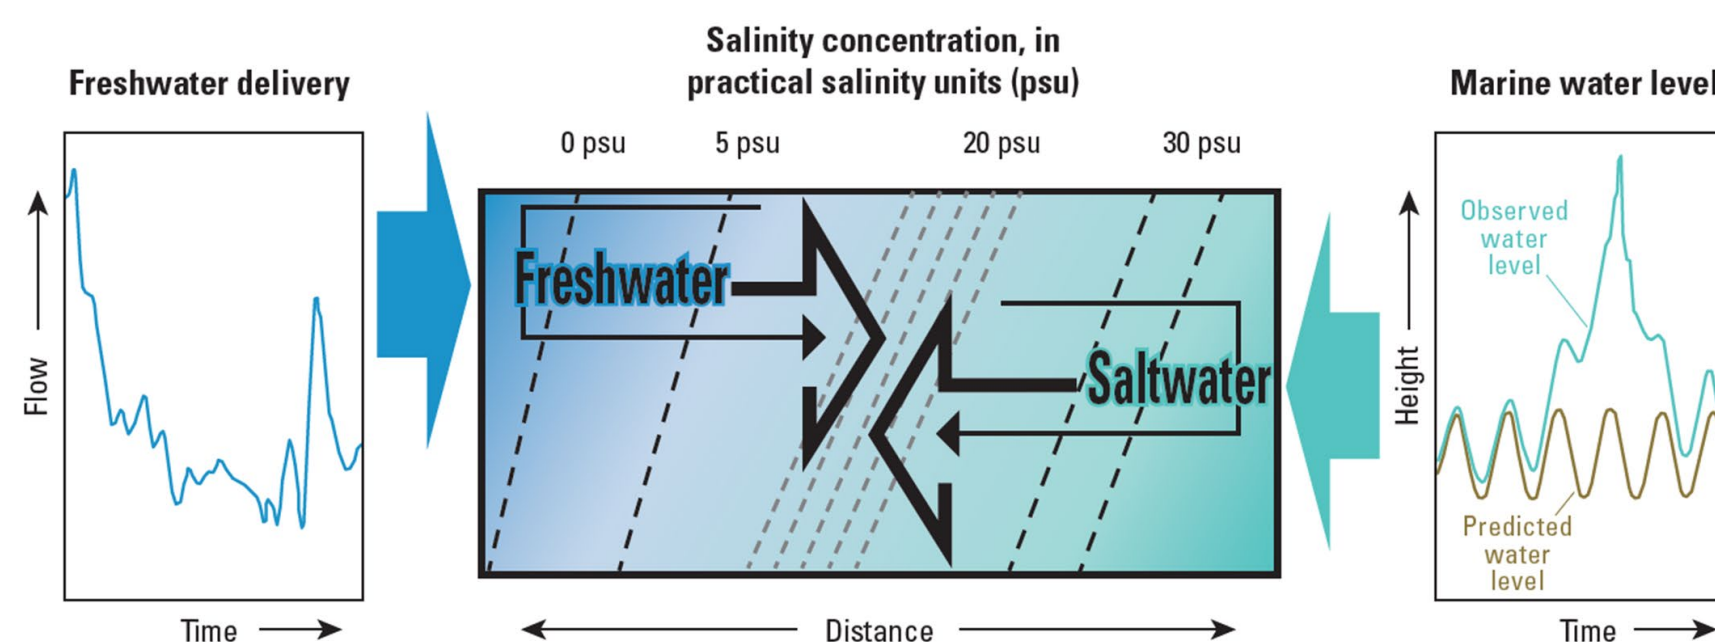 Salinity concentration, in
practical salinity units (psu)
Freshwater delivery
Marine water level
0 psu
5 psu
20 psu
30 psu
Freshwater
Saltwater
Observed
water
level
Predicted
water
level
Flow
Height
Time
Distance
Time